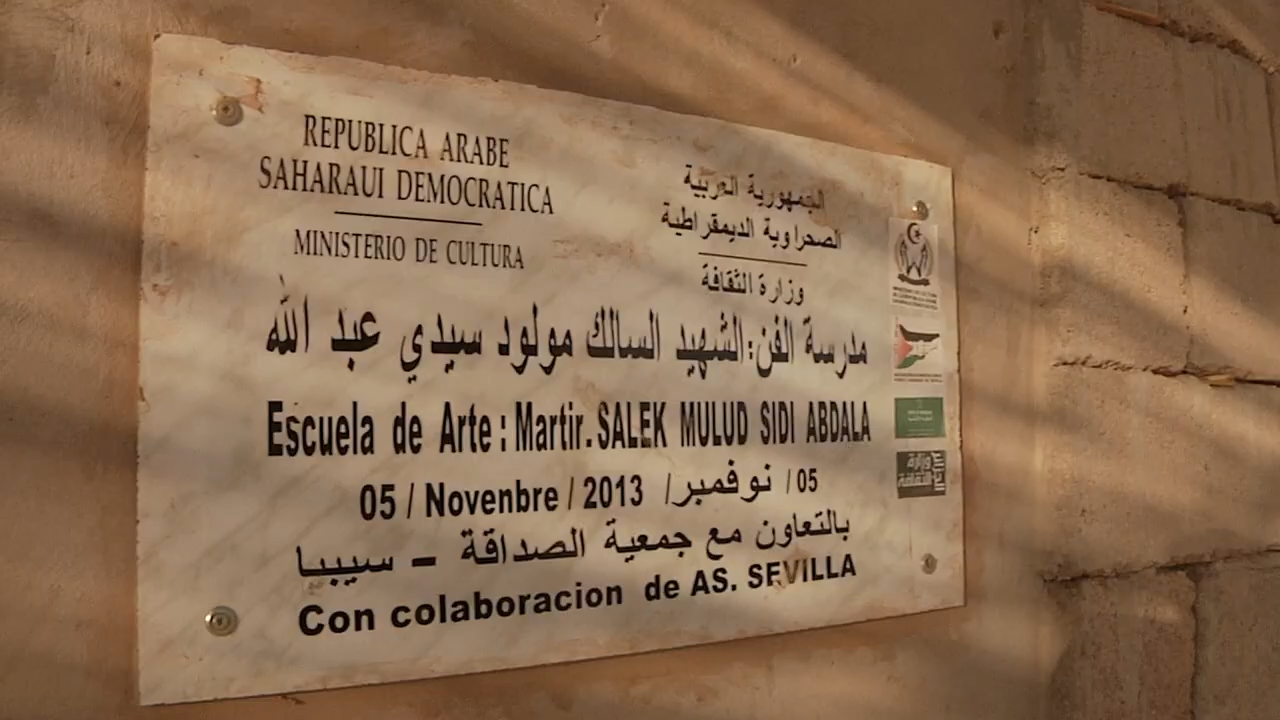 REPUBLICA ARABE
SAHARAUI DEMOCRATICA
MINISTERIO DE CULTURA
الجمهورية العربية
الصحراوية الديمقراطية
وزارة الثقافة
مدرسة الفن: الشهيد السالك مولود سيدي عبد الله
Escuela de Arte : Martir. SALEK MULUD SIDI ABDALA
05 / Novenbre / 2013 / نوفمبر / 05
بالتعاون مع جمعية الصداقة – سيبيا
Con colaboracion de AS. SEVILLA